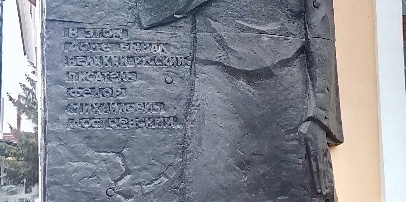 В ЭТОМ
ДОМЕ БЫВАЛ
ВЕЛИКИЙ РУССКИЙ
ПИСАТЕЛЬ
ФЕДОР
МИХАЙЛОВИЧ
ДОСТОЕВСКИЙ